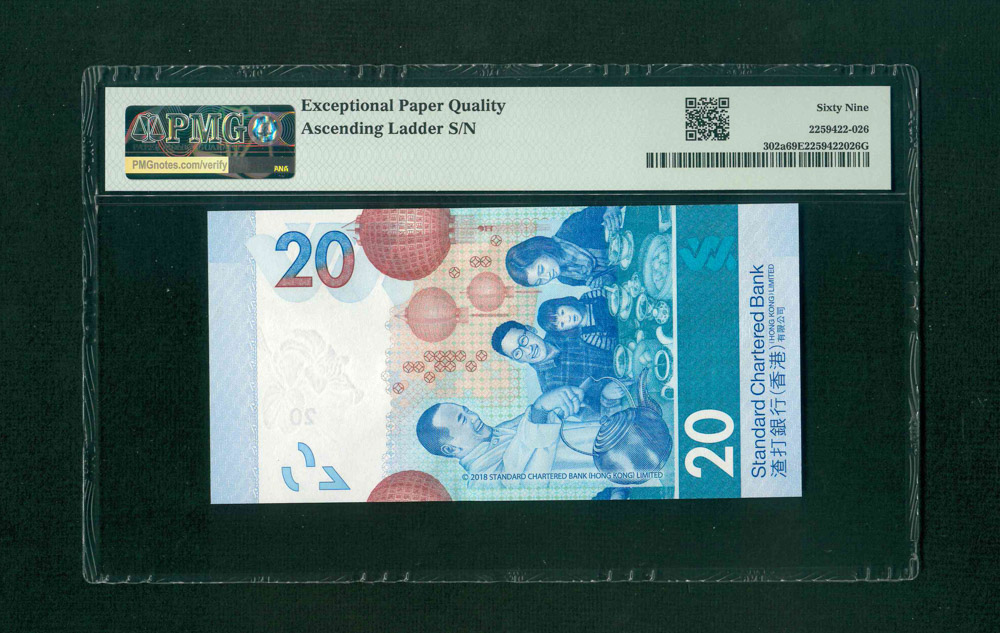 PMG
PMGnotes.com/verify
ANA
Exceptional Paper Quality
Ascending Ladder S/N
Sixty Nine
2259422-026
302a69E2259422026G
20
20
© 2018 STANDARD CHARTERED BANK (HONG KONG) LIMITED
20
Standard Chartered Bank
(HONG KONG) LIMITED
渣打銀行(香港)有限公司